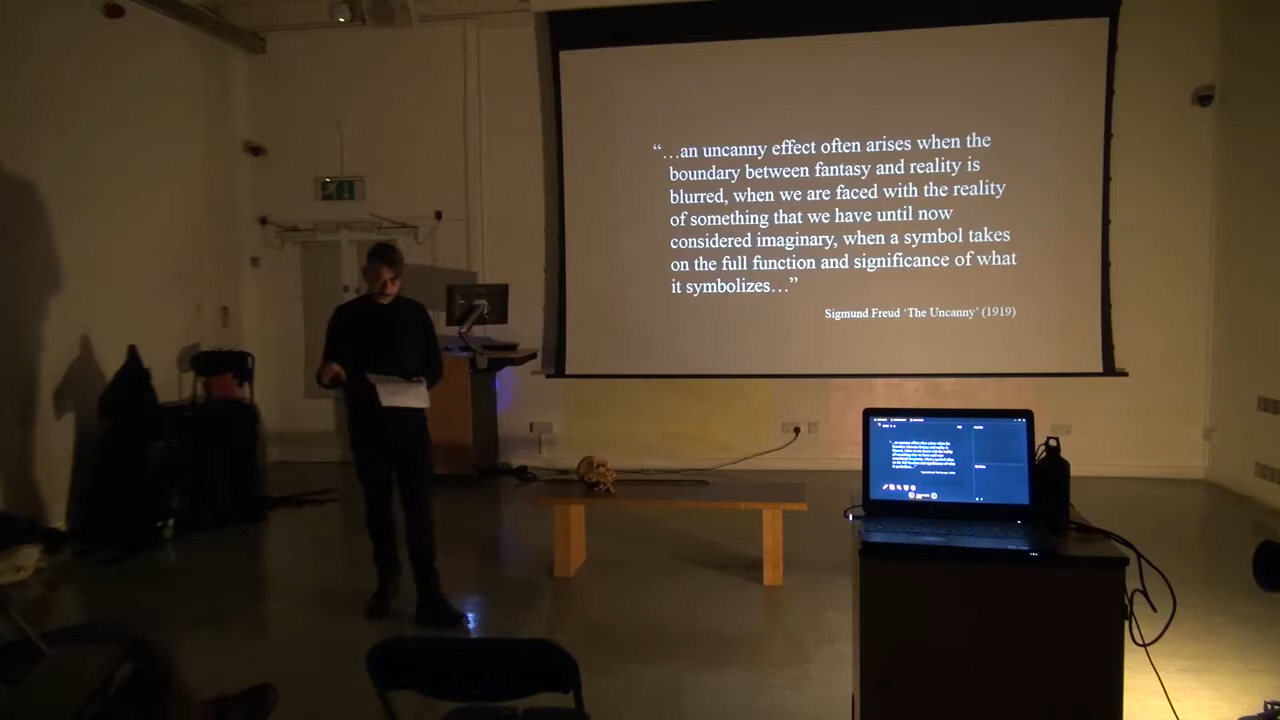 “…an uncanny effect often arises when the
boundary between fantasy and reality is
blurred, when we are faced with the reality
of something that we have until now
considered imaginary, when a symbol takes
on the full function and significance of what
it symbolizes…”
Sigmund Freud ‘The Uncanny’ (1919)